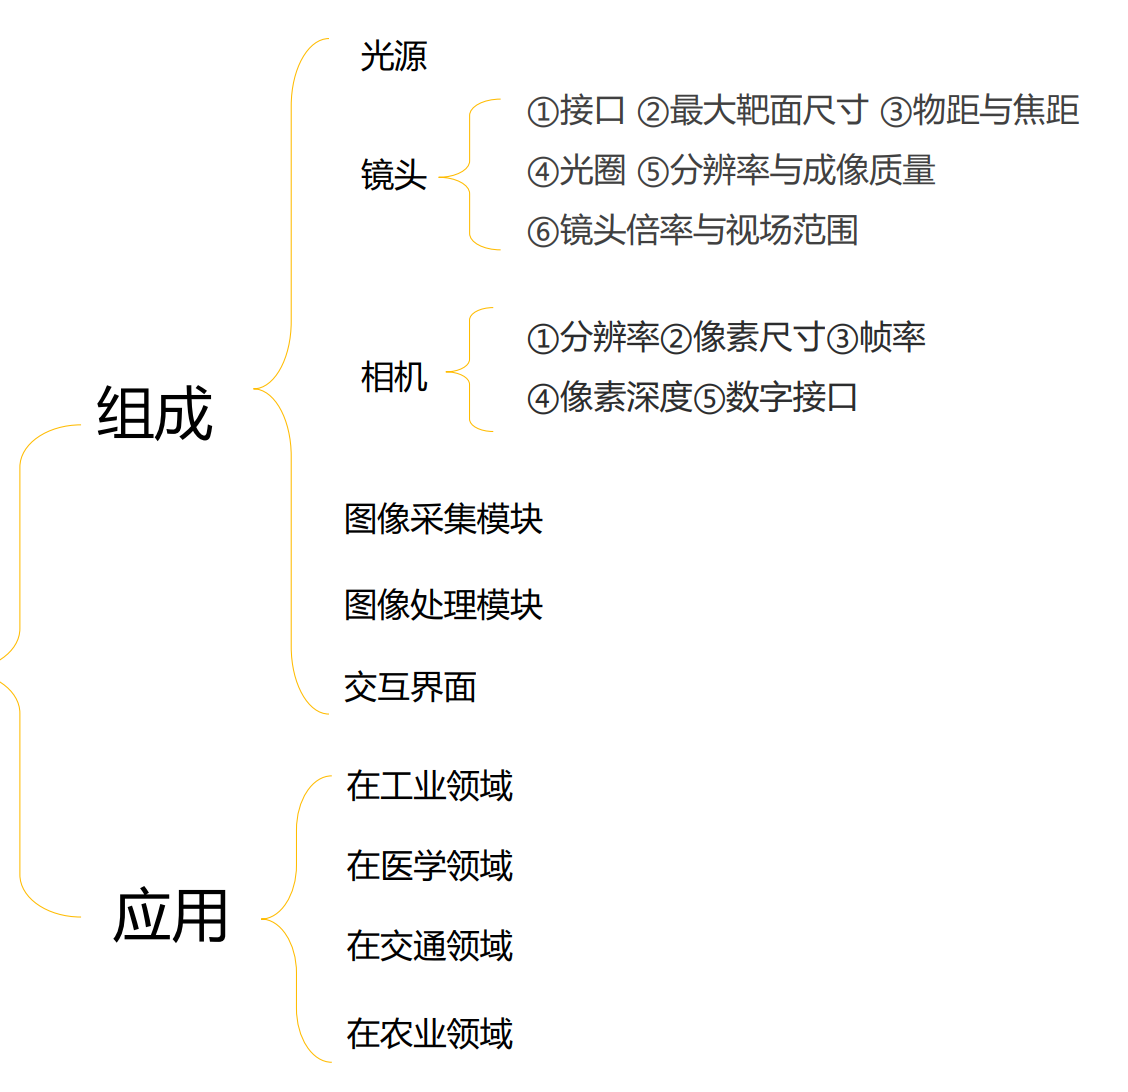 组成
光源
镜头
①接口 ②最大靶面尺寸 ③物距与焦距
④光圈 ⑤分辨率与成像质量
⑥镜头倍率与视场范围
相机
①分辨率②像素尺寸③帧率
④像素深度⑤数字接口
图像采集模块
图像处理模块
交互界面
应用
在工业领域
在医学领域
在交通领域
在农业领域